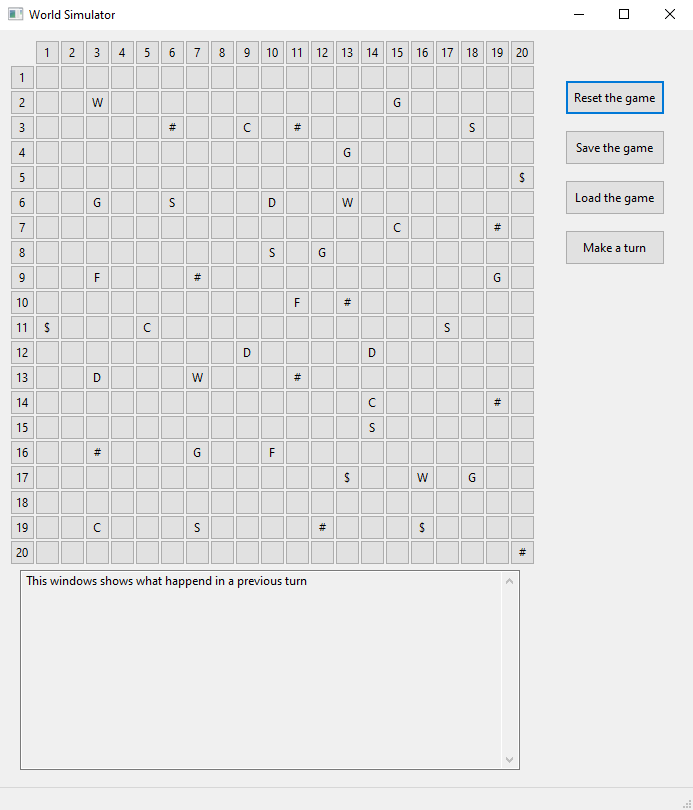 World Simulator
1 2 3 4 5 6 7 8 9 10 11 12 13 14 15 16 17 18 19 20
1
2 W G
3 # C # S
4 G
5 $
6 G S D W
7 C #
8 S G
9 F # G
10 F #
11 $ C S
12 D D
13 D W #
14 C #
15 S
16 # G F
17 $ W G
18
19 C S # $
20 #
Reset the game
Save the game
Load the game
Make a turn
This windows shows what happend in a previous turn